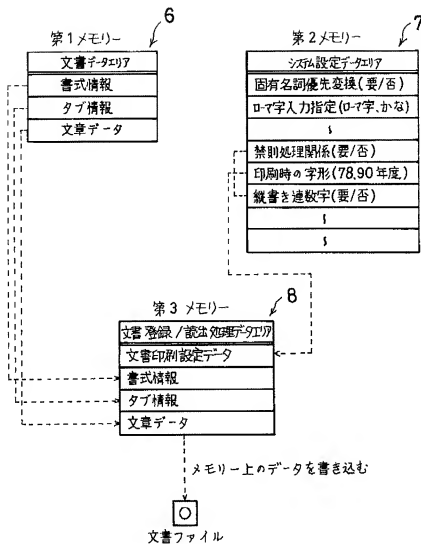 第1メモリー
6
文書データエリア
書式情報
タブ情報
文章データ
第2メモリー
7
システム設定データエリア
固有名詞優先変換(要/否)
ローマ字入力指定(ローマ字、かな)
~
禁則処理関係(要/否)
印刷時の字形(78,90年度)
縦書き連数字(要/否)
~
~
第3メモリー
8
文書登録/読出処理データエリア
文書印刷設定データ
書式情報
タブ情報
文章データ
メモリー上のデータを書き込む
文書ファイル